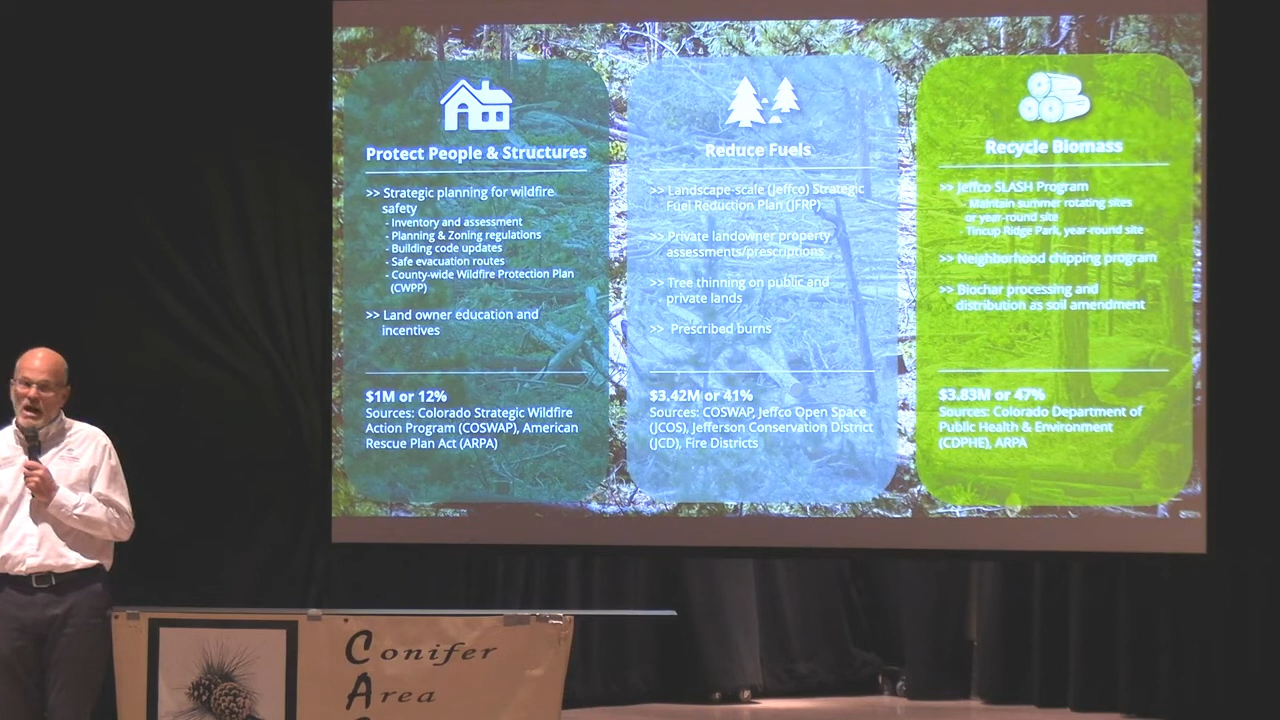 Protect People & Structures
>> Strategic planning for wildfire
safety
- Inventory and assessment
- Planning & Zoning regulations
- Building code updates
- Safe evacuation routes
- County-wide Wildfire Protection Plan
(CWPP)
>> Land owner education and
incentives
$1M or 12%
Sources: Colorado Strategic Wildfire
Action Program (COSWAP), American
Rescue Plan Act (ARPA)
Reduce Fuels
>> Landscape-scale (Jeffco) Strategic
Fuel Reduction Plan (JFRP)
>> Private landowner property
assessments/prescriptions
>> Tree thinning on public and
private lands
>> Prescribed burns
$3.42M or 41%
Sources: COSWAP, Jeffco Open Space
(JCOS), Jefferson Conservation District
(JCD), Fire Districts
Recycle Biomass
>> Jeffco SLASH Program
- Maintain summer rotating sites
or year-round site
- Tincup Ridge Park, year-round site
>> Neighborhood chipping program
>> Biochar processing and
distribution as soil amendment
$3.83M or 47%
Sources: Colorado Department of
Public Health & Environment
(CDPHE), ARPA
Conifer
Area